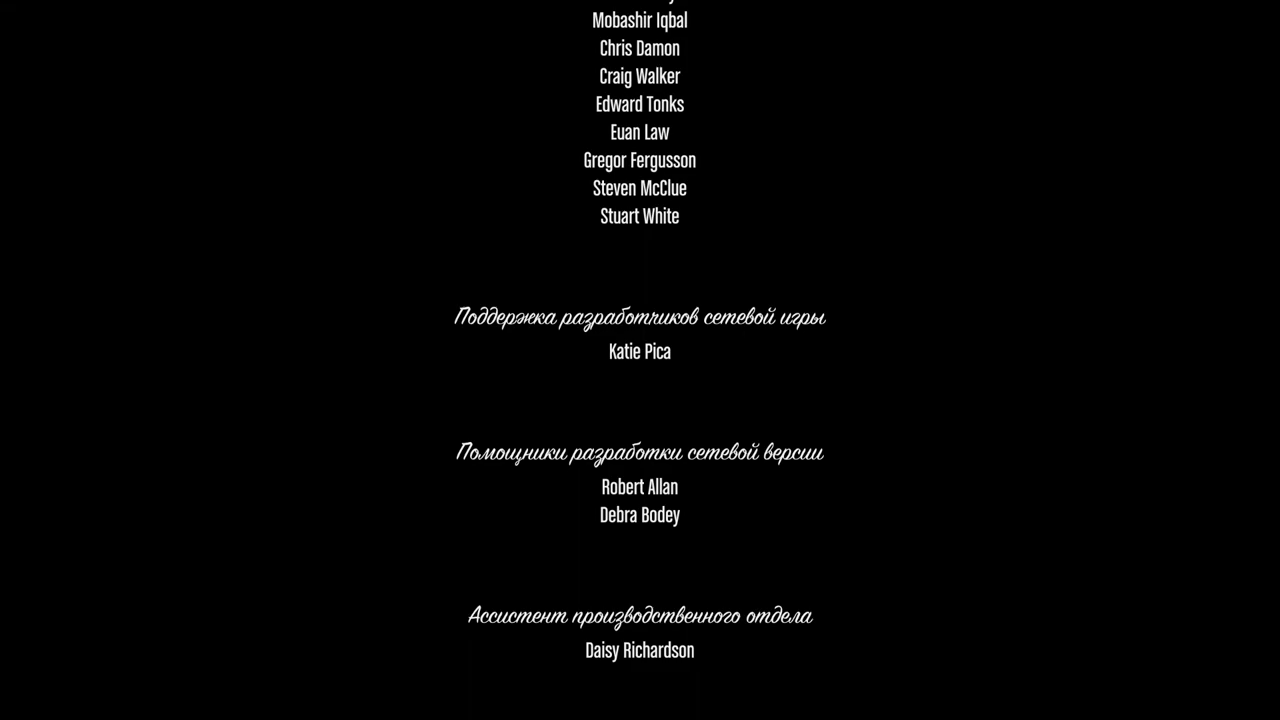 Mobashir Iqbal
Chris Damon
Craig Walker
Edward Tonks
Euan Law
Gregor Fergusson
Steven McClue
Stuart White
Поддержка разработчиков сетевой игры
Katie Pica
Помощники разработки сетевой версии
Robert Allan
Debra Bodey
Ассистент производственного отдела
Daisy Richardson